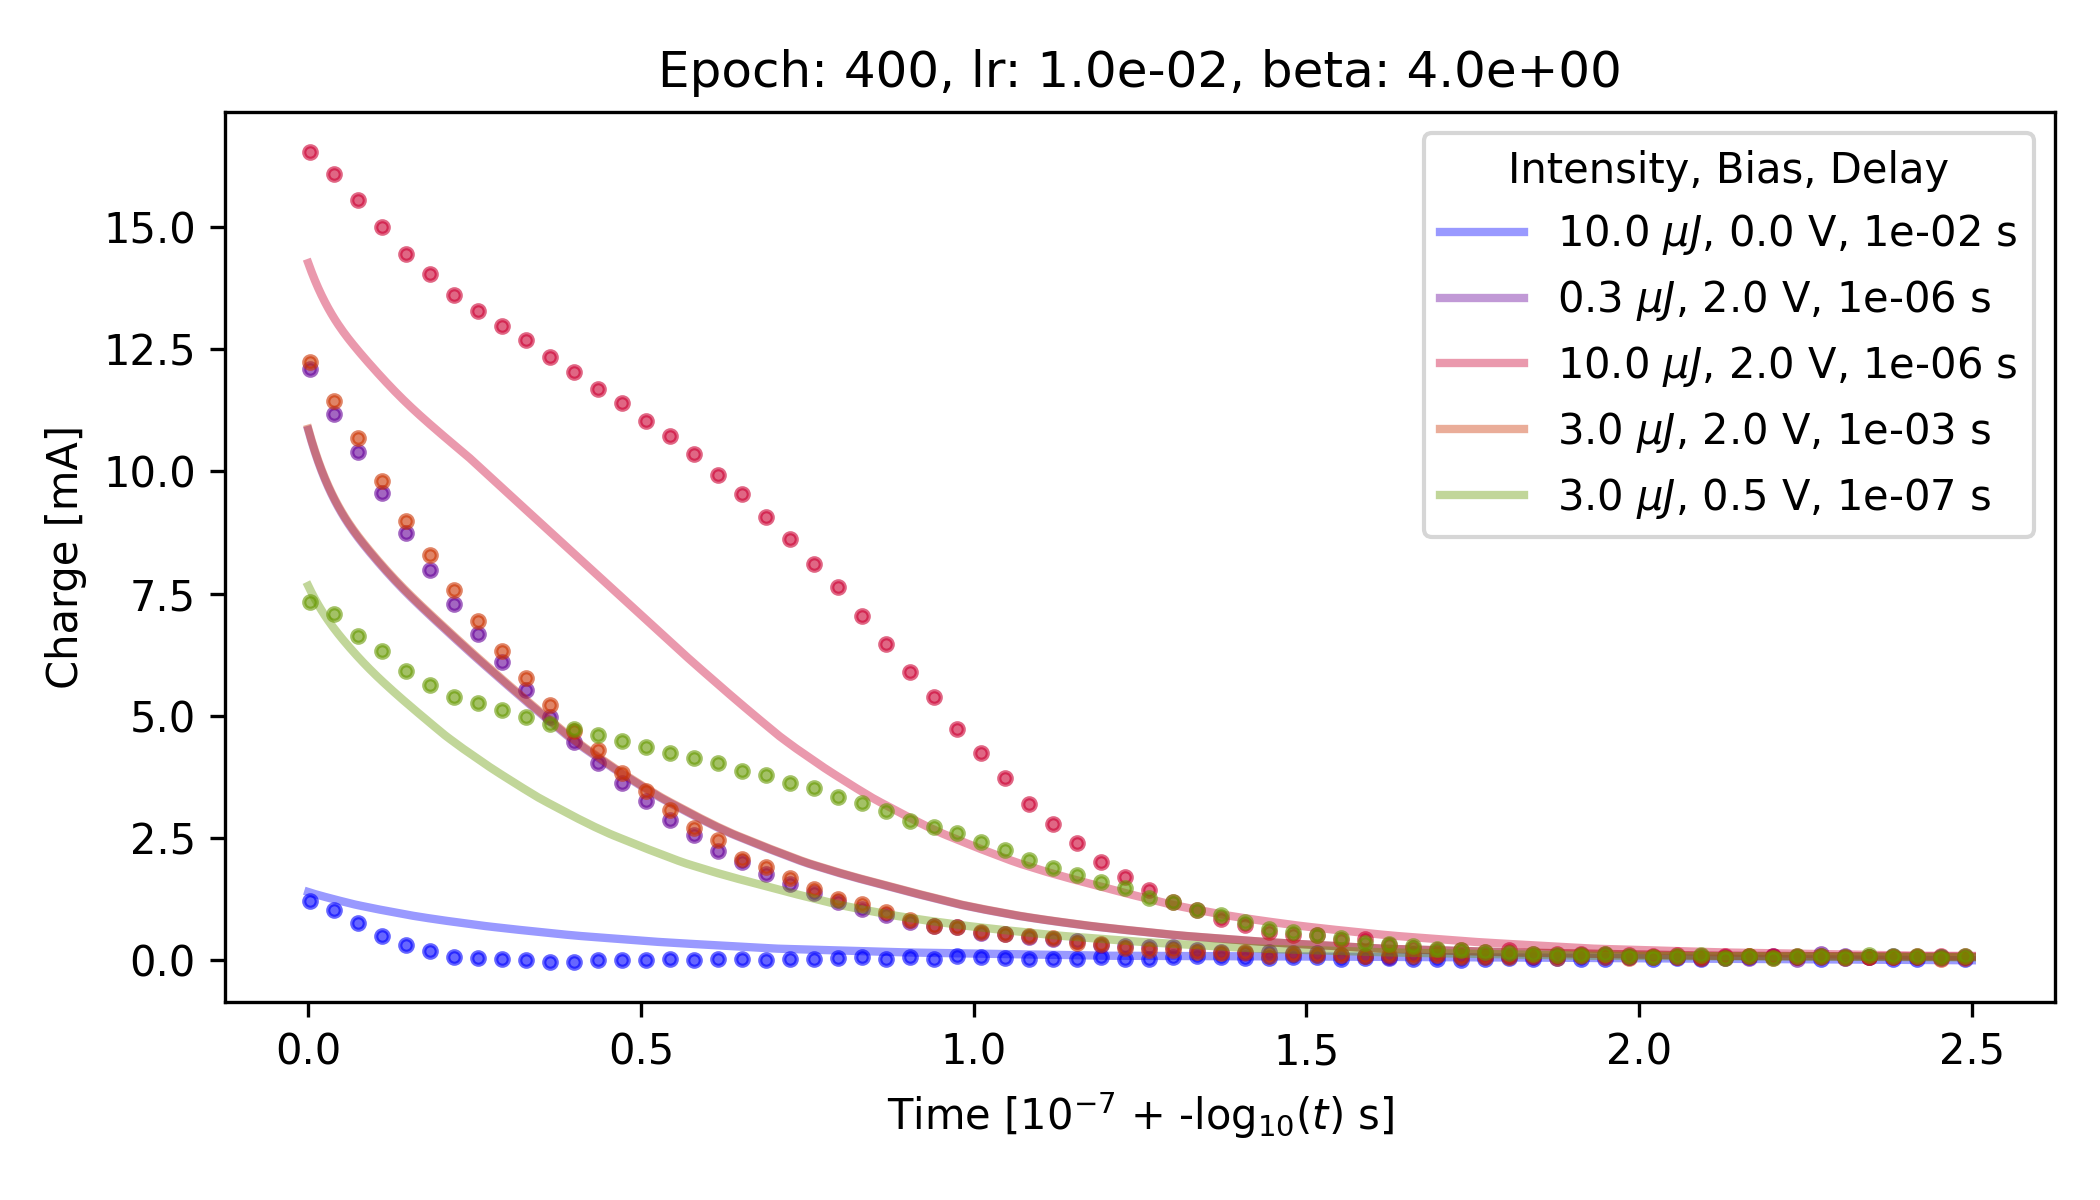 Epoch: 400, lr: 1.0e-02, beta: 4.0e+00
Charge [mA]
15.0
12.5
10.0
7.5
5.0
2.5
0.0
Intensity, Bias, Delay
10.0 μJ, 0.0 V, 1e-02 s
0.3 μJ, 2.0 V, 1e-06 s
10.0 μJ, 2.0 V, 1e-06 s
3.0 μJ, 2.0 V, 1e-03 s
3.0 μJ, 0.5 V, 1e-07 s
0.0 0.5 1.0 1.5 2.0 2.5
Time [10⁻⁷ + -log₁₀(t) s]